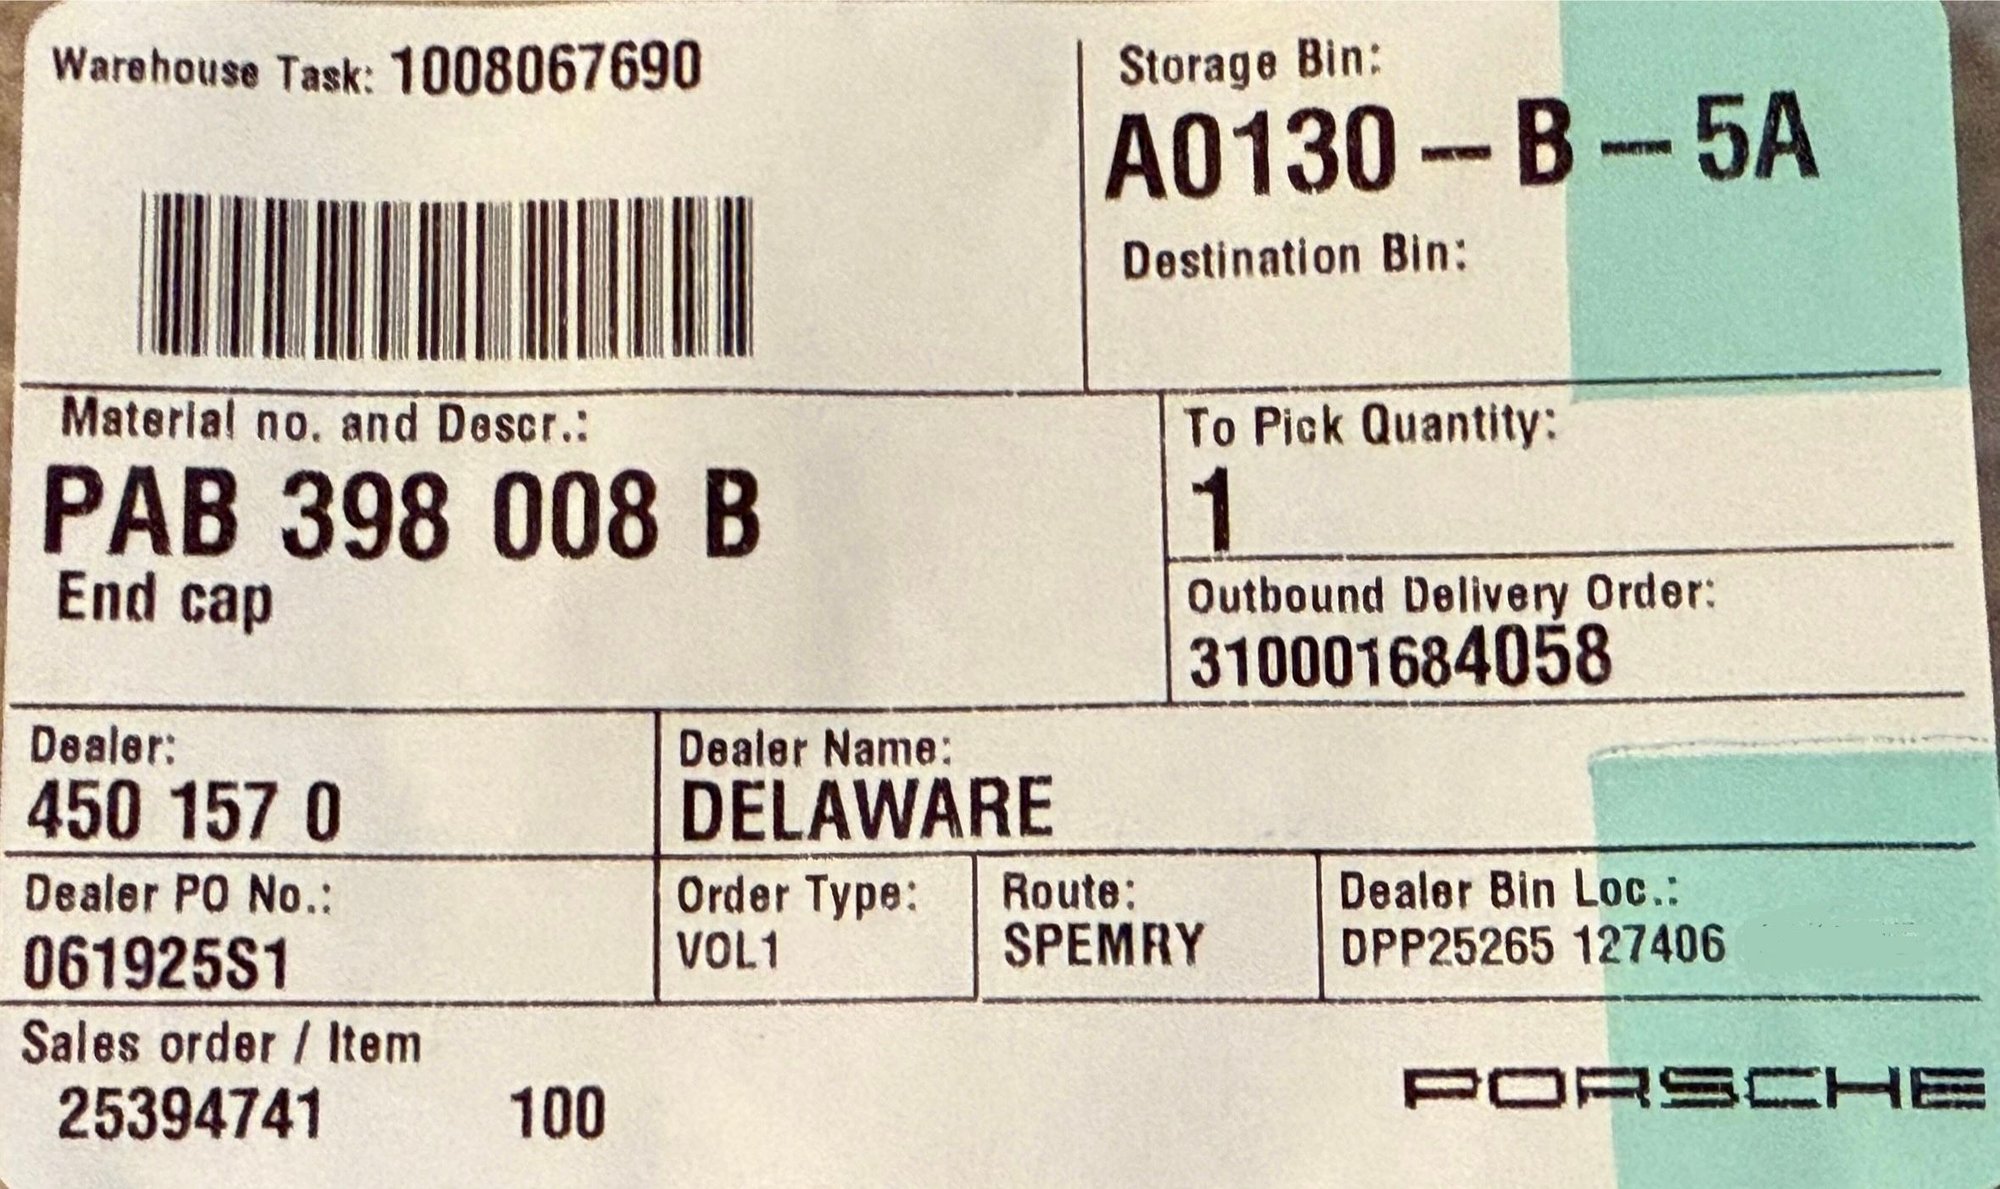 Warehouse Task: 1008067690
Storage Bin:
A0130 – B – 5A
Destination Bin:
Material no. and Descr.:
PAB 398 008 B
End cap
To Pick Quantity:
1
Outbound Delivery Order:
310001684058
Dealer:
450 157 0
Dealer Name:
DELAWARE
Dealer PO No.:
061925S1
Order Type:
VOL1
Route:
SPEMRY
Dealer Bin Loc.:
DPP25265 127406
Sales order / Item
25394741 100
PORSCHE